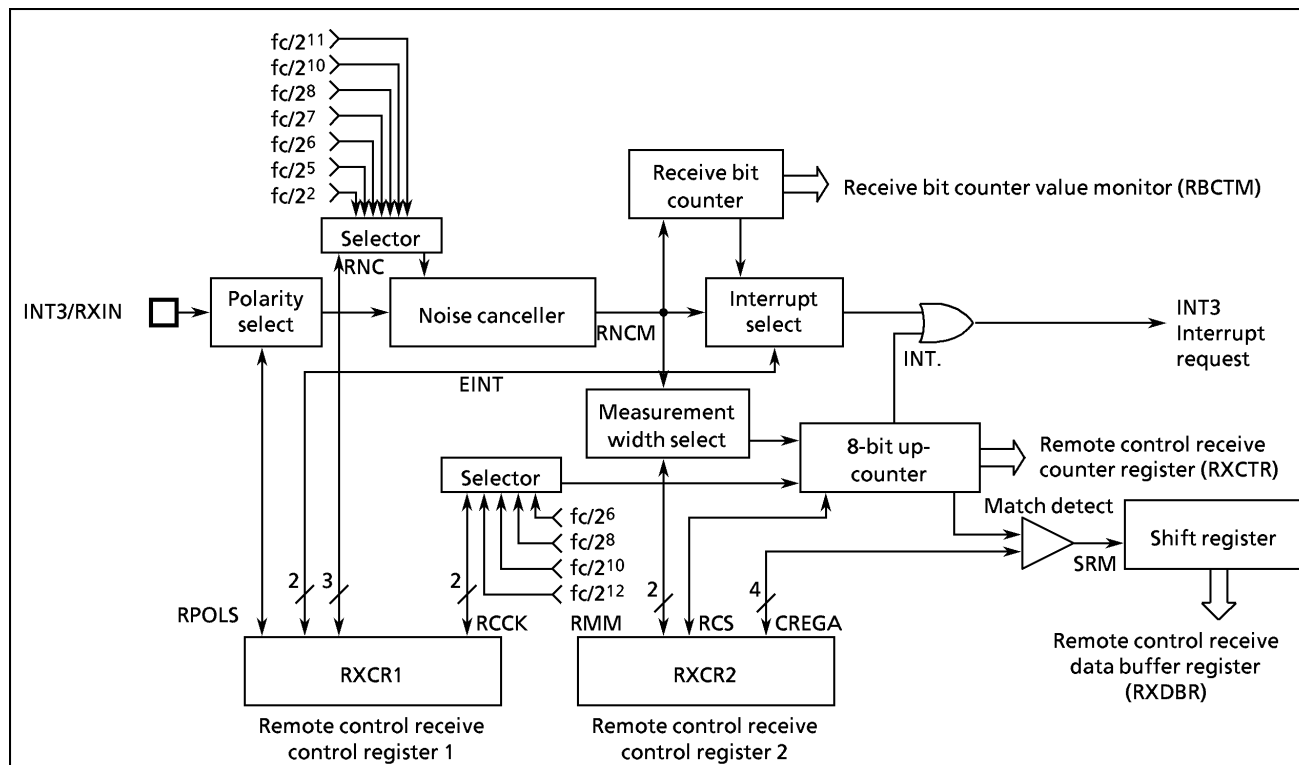 fc/2¹¹
fc/2¹⁰
fc/2⁸
fc/2⁷
fc/2⁶
fc/2⁵
fc/2²
Selector
RNC
Receive bit
counter
Receive bit counter value monitor (RBCTM)
INT3/RXIN
Polarity
select
Noise canceller
RNCM
Interrupt
select
INT3
Interrupt
request
INT.
EINT
Measurement
width select
8-bit up-
counter
Remote control receive
counter register (RXCTR)
Selector
fc/2⁶
fc/2⁸
fc/2¹⁰
fc/2¹²
Match detect
Shift register
SRM
2
3
2
2
4
RPOLS
RCCK
RMM
RCS
CREGA
Remote control receive
data buffer register
(RXDBR)
RXCR1
RXCR2
Remote control receive
control register 1
Remote control receive
control register 2